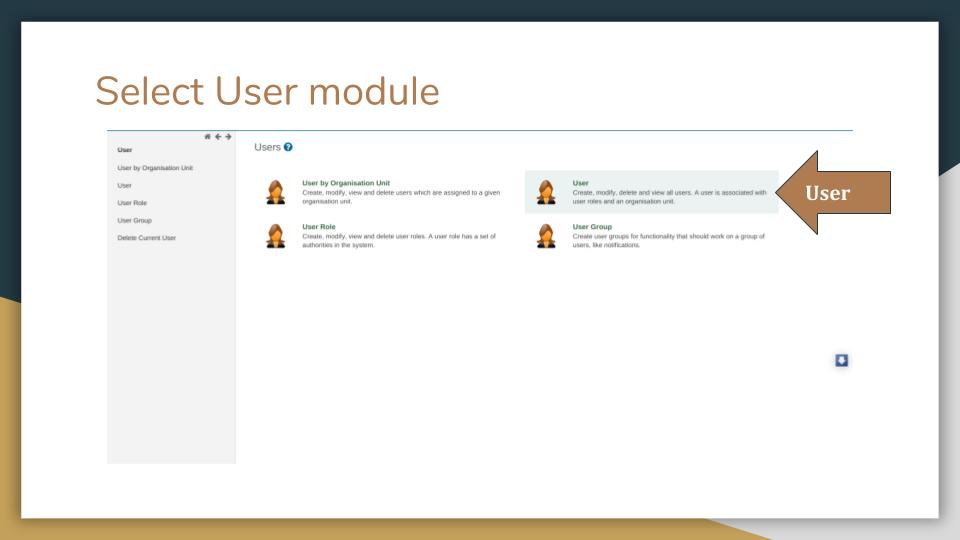 Select User module
User
User by Organisation Unit
User
User Role
User Group
Delete Current User
Users ?
User by Organisation Unit
Create, modify, view and delete users which are assigned to a given
organisation unit.
User
Create, modify, delete and view all users. A user is associated with
user roles and an organisation unit.
User Role
Create, modify, view and delete user roles. A user role has a set of
authorities in the system.
User Group
Create user groups for functionality that should work on a group of
users, like notifications.
User